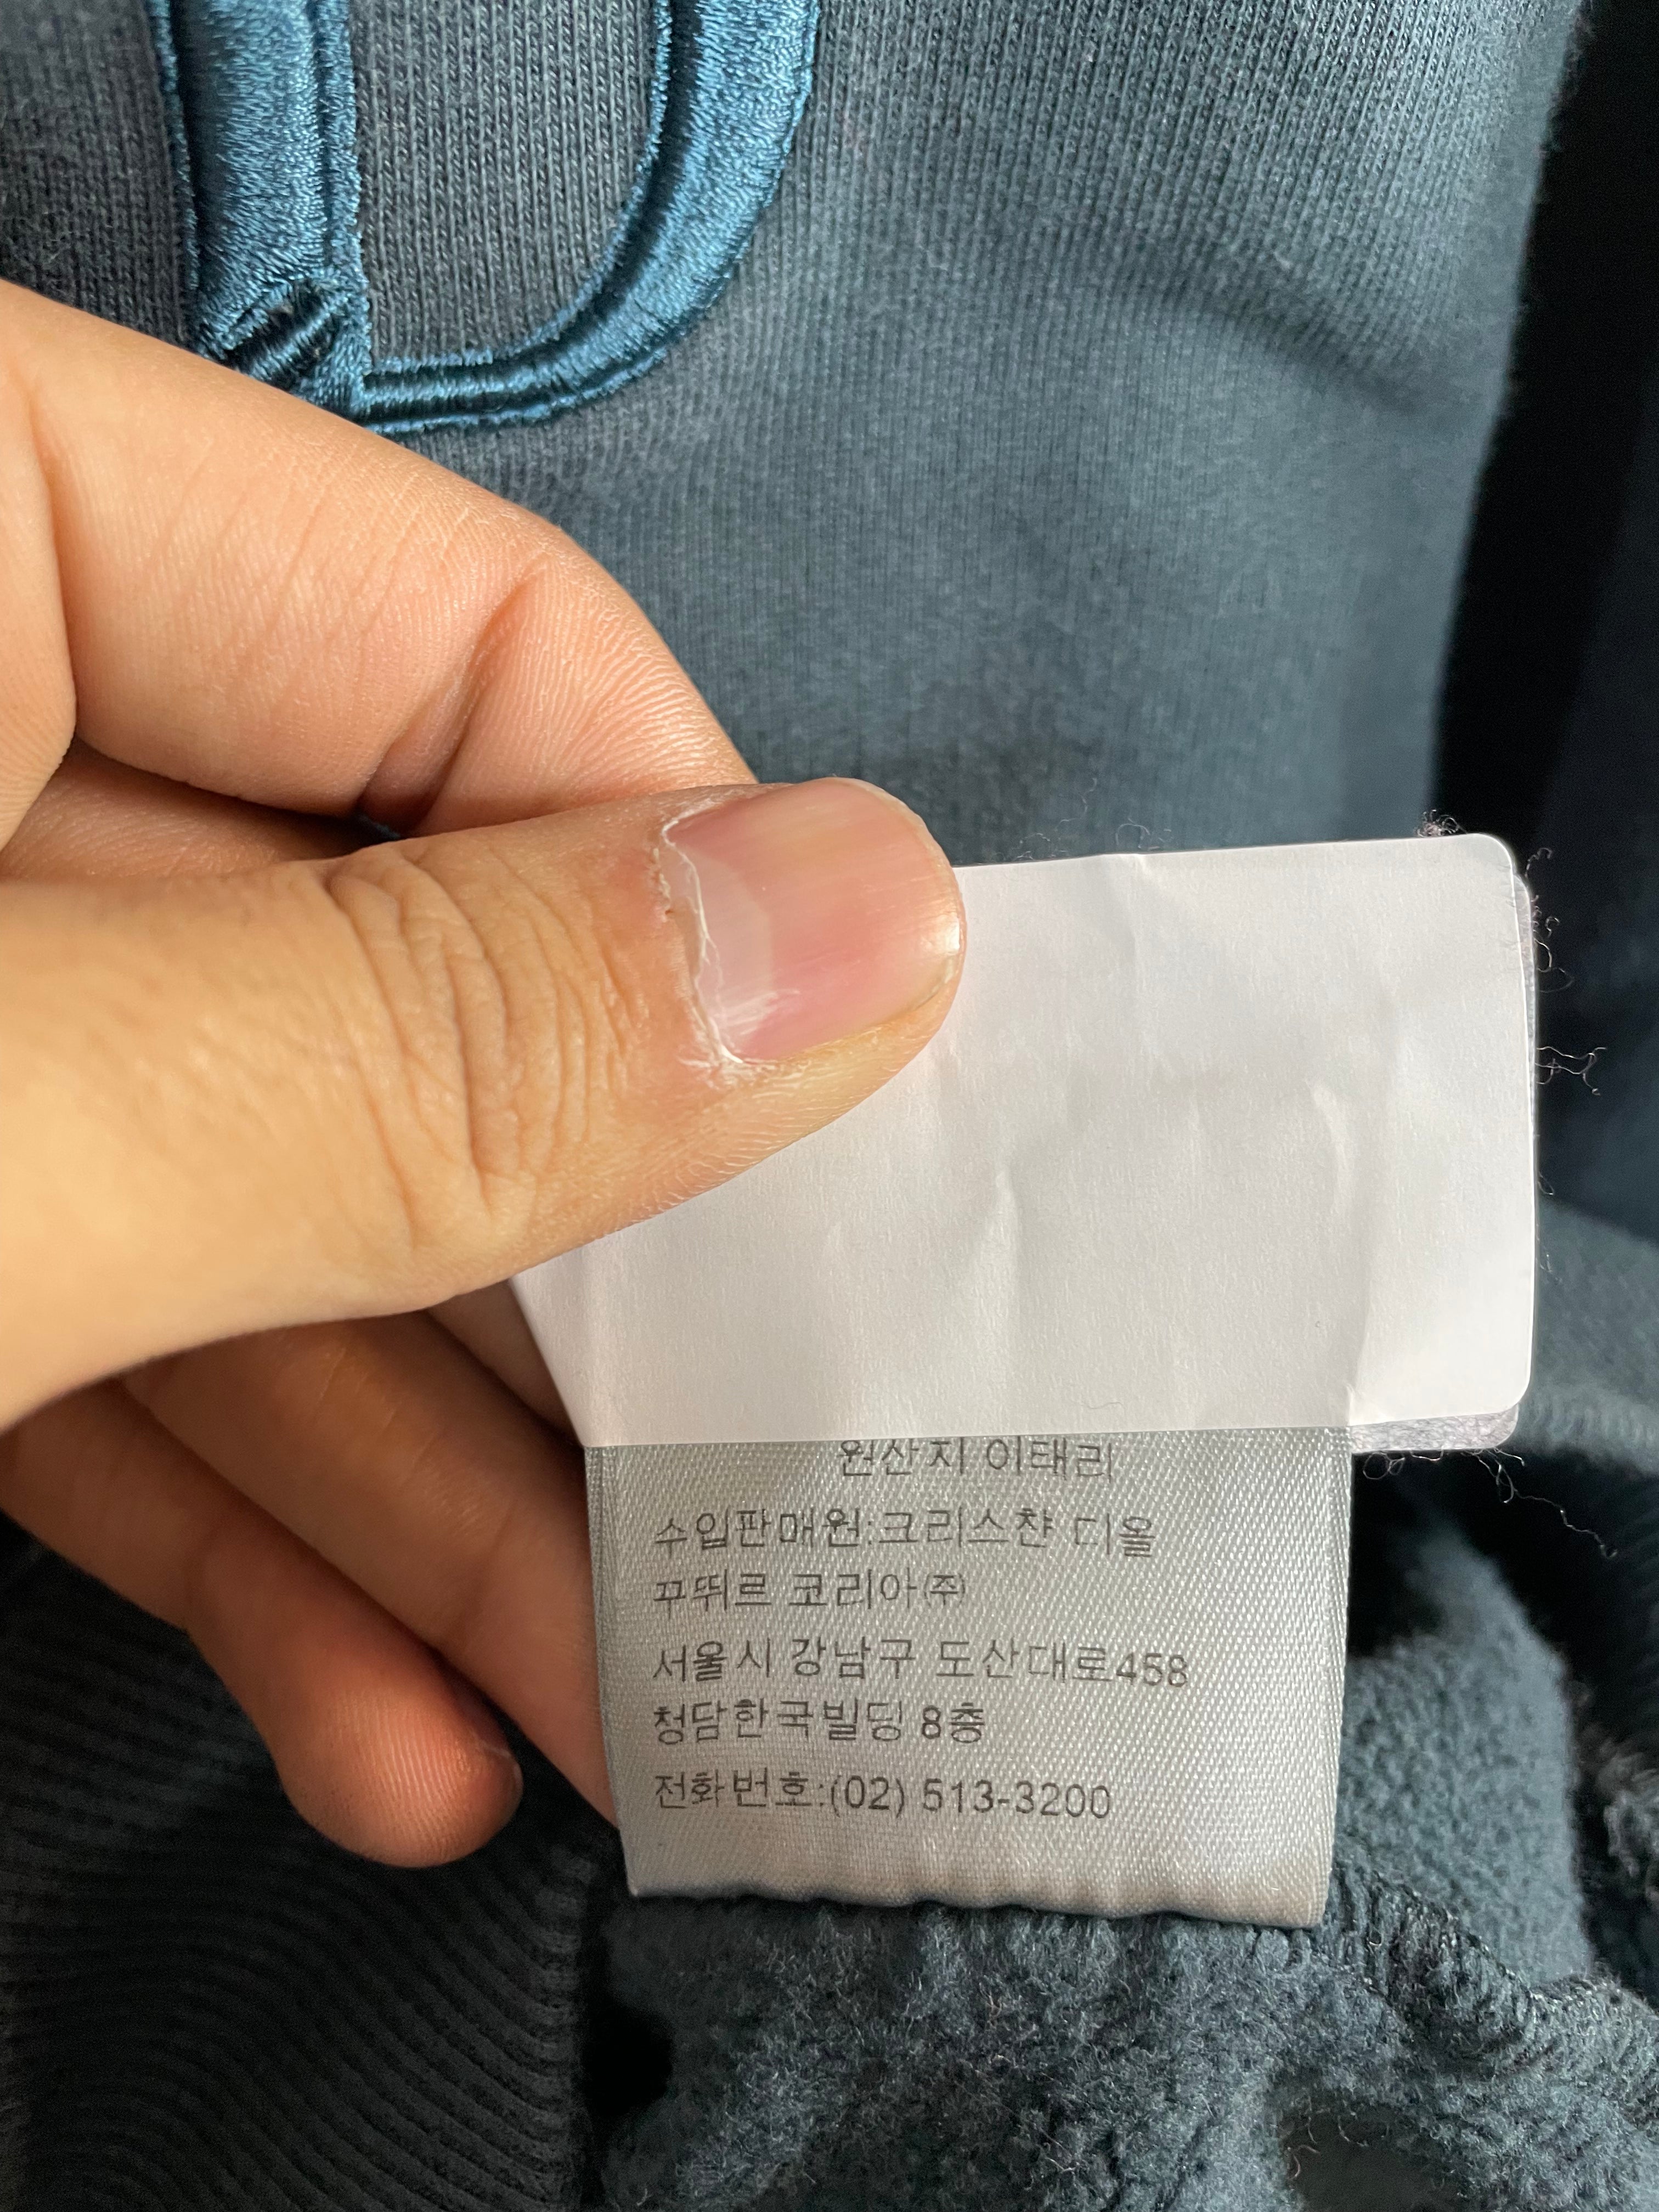 원산지 이태리
수입판매원:크리스챤 디올
꾸뛰르 코리아㈜
서울시 강남구 도산대로458
청담한국빌딩 8층
전화번호:(02) 513-3200